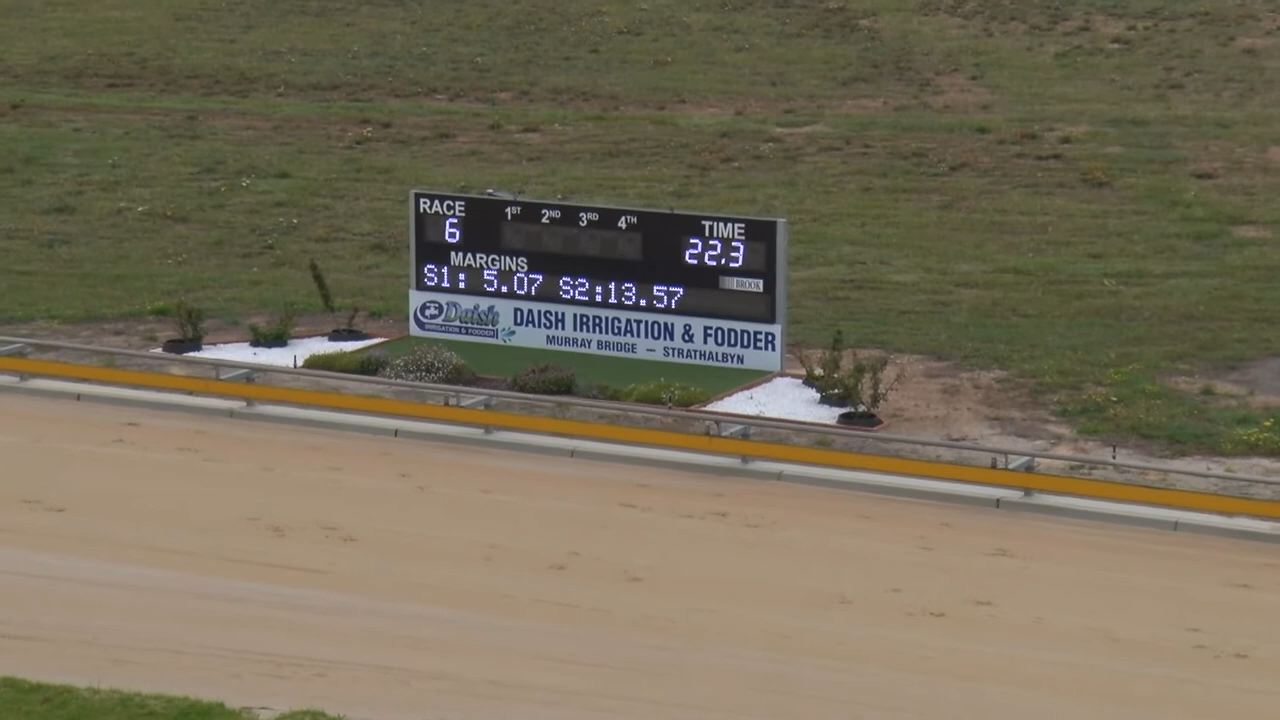 RACE 1ST 2ND 3RD 4TH TIME
6 22.3
MARGINS
S1: 5.07 S2:13.57
BROOK
Daish
IRRIGATION & FODDER
DAISH IRRIGATION & FODDER
MURRAY BRIDGE — STRATHALBYN